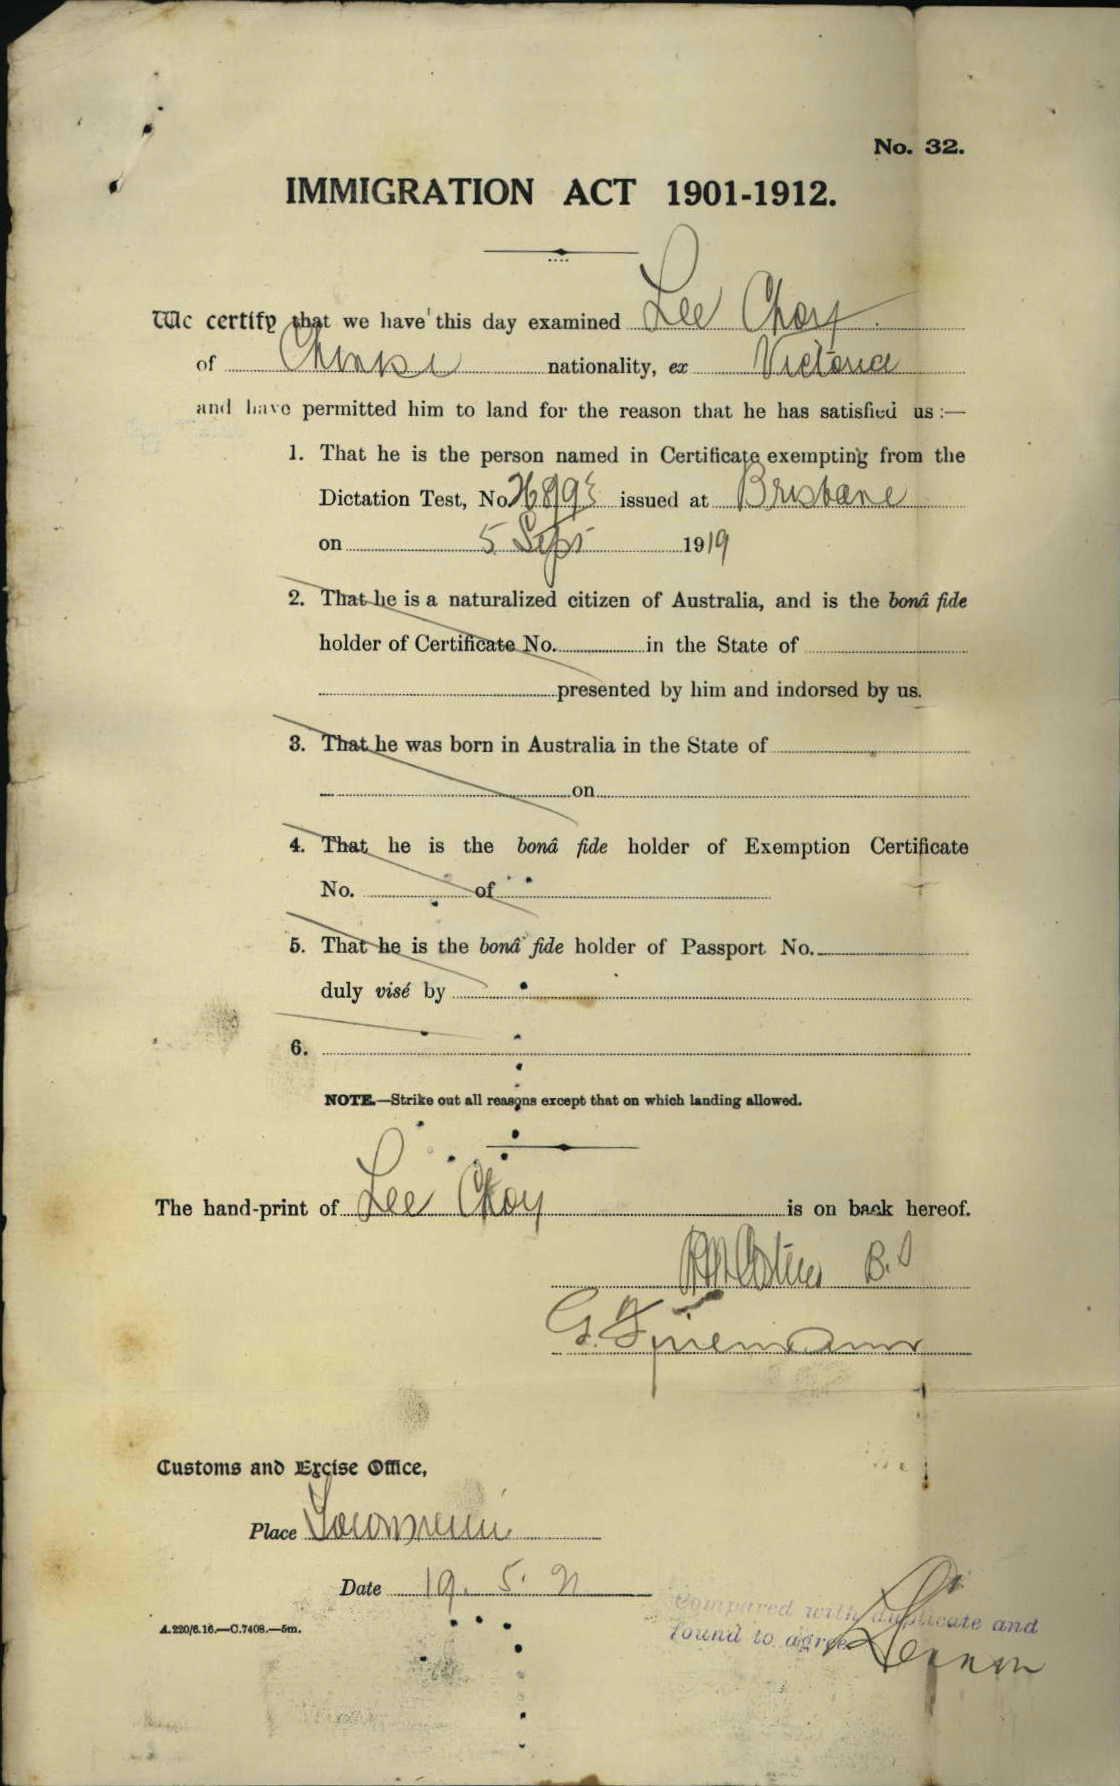 No. 32.
IMMIGRATION ACT 1901-1912.
We certify that we have this day examined Lee Choy
of Chinese nationality, ex Victoria
and have permitted him to land for the reason that he has satisfied us :—
1. That he is the person named in Certificate exempting from the
Dictation Test, No. issued at Brisbane
on 5 Sept 1919
2. That he is a naturalized citizen of Australia, and is the bonâ fide
holder of Certificate No. in the State of
presented by him and indorsed by us.
3. That he was born in Australia in the State of
on
4. That he is the bonâ fide holder of Exemption Certificate
No. of
5. That he is the bonâ fide holder of Passport No.
duly visé by
6.
NOTE.—Strike out all reasons except that on which landing allowed.
The hand-print of Lee Choy is on back hereof.
Customs and Excise Office,
Place
Date 19. 5. 21
A.220/6.16.—C.7408.—5m.
Compared with duplicate and
found to agree